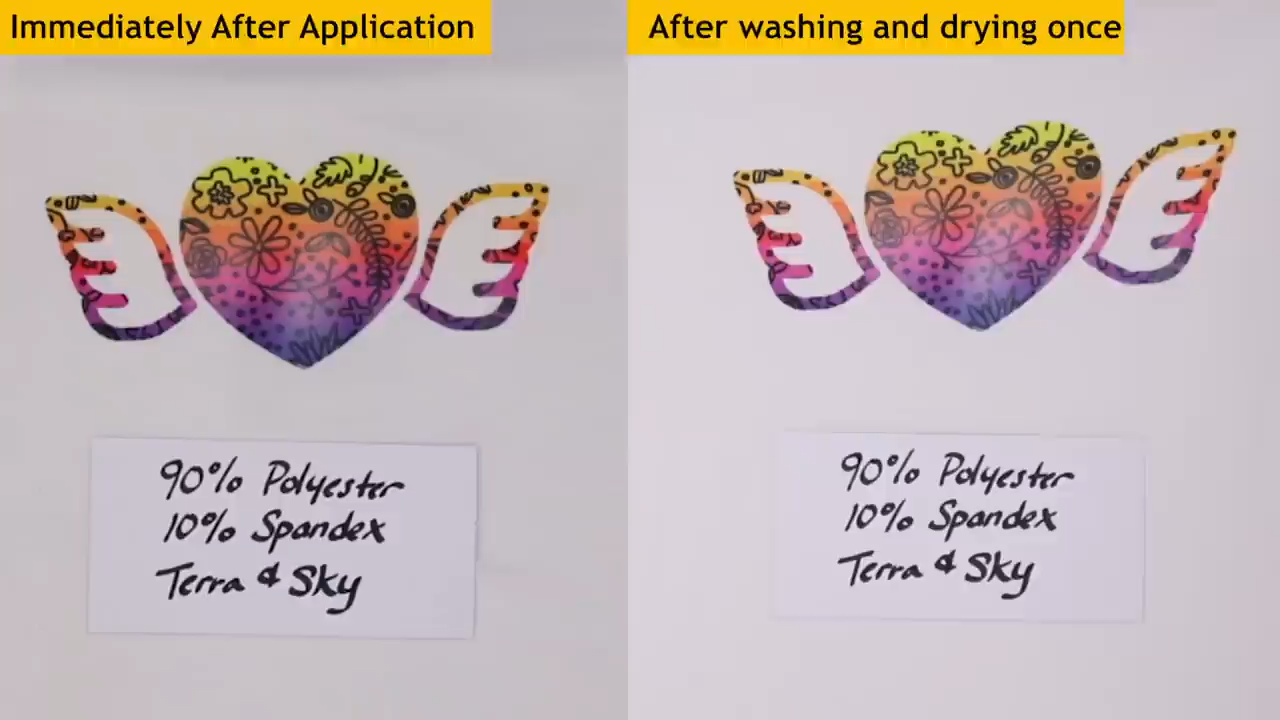 Immediately After Application
After washing and drying once
90% Polyester
10% Spandex
Terra & Sky
90% Polyester
10% Spandex
Terra & Sky